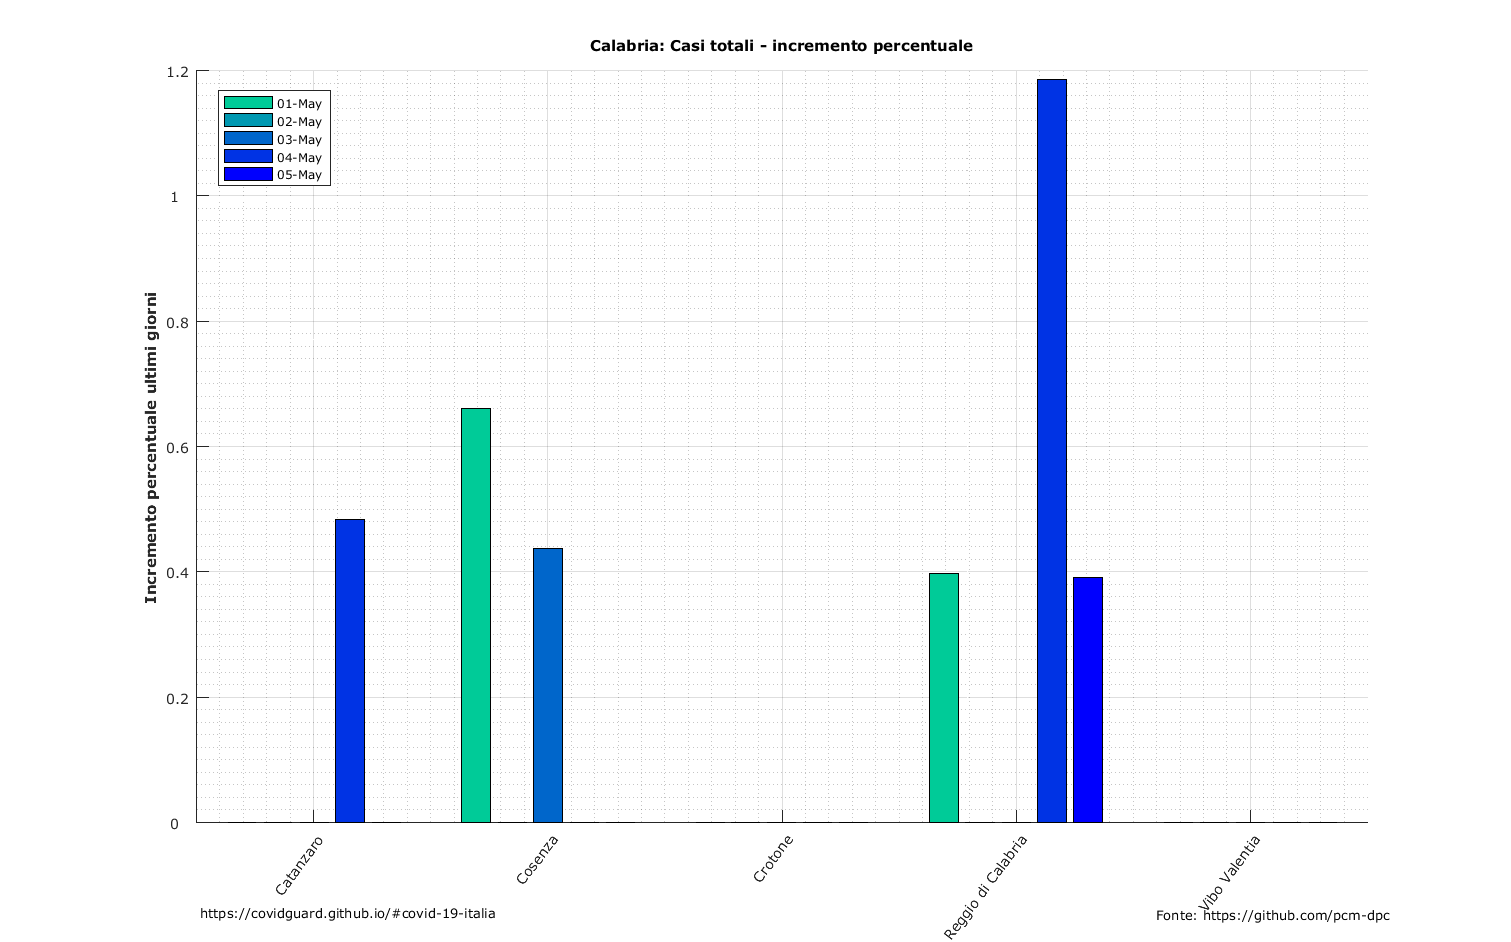 Calabria: Casi totali - incremento percentuale
1.2
1
0.8
0.6
0.4
0.2
0
Incremento percentuale ultimi giorni
01-May
02-May
03-May
04-May
05-May
Catanzaro
Cosenza
Crotone
Reggio di Calabria
Vibo Valentia
https://covidguard.github.io/#covid-19-italia
Fonte: https://github.com/pcm-dpc